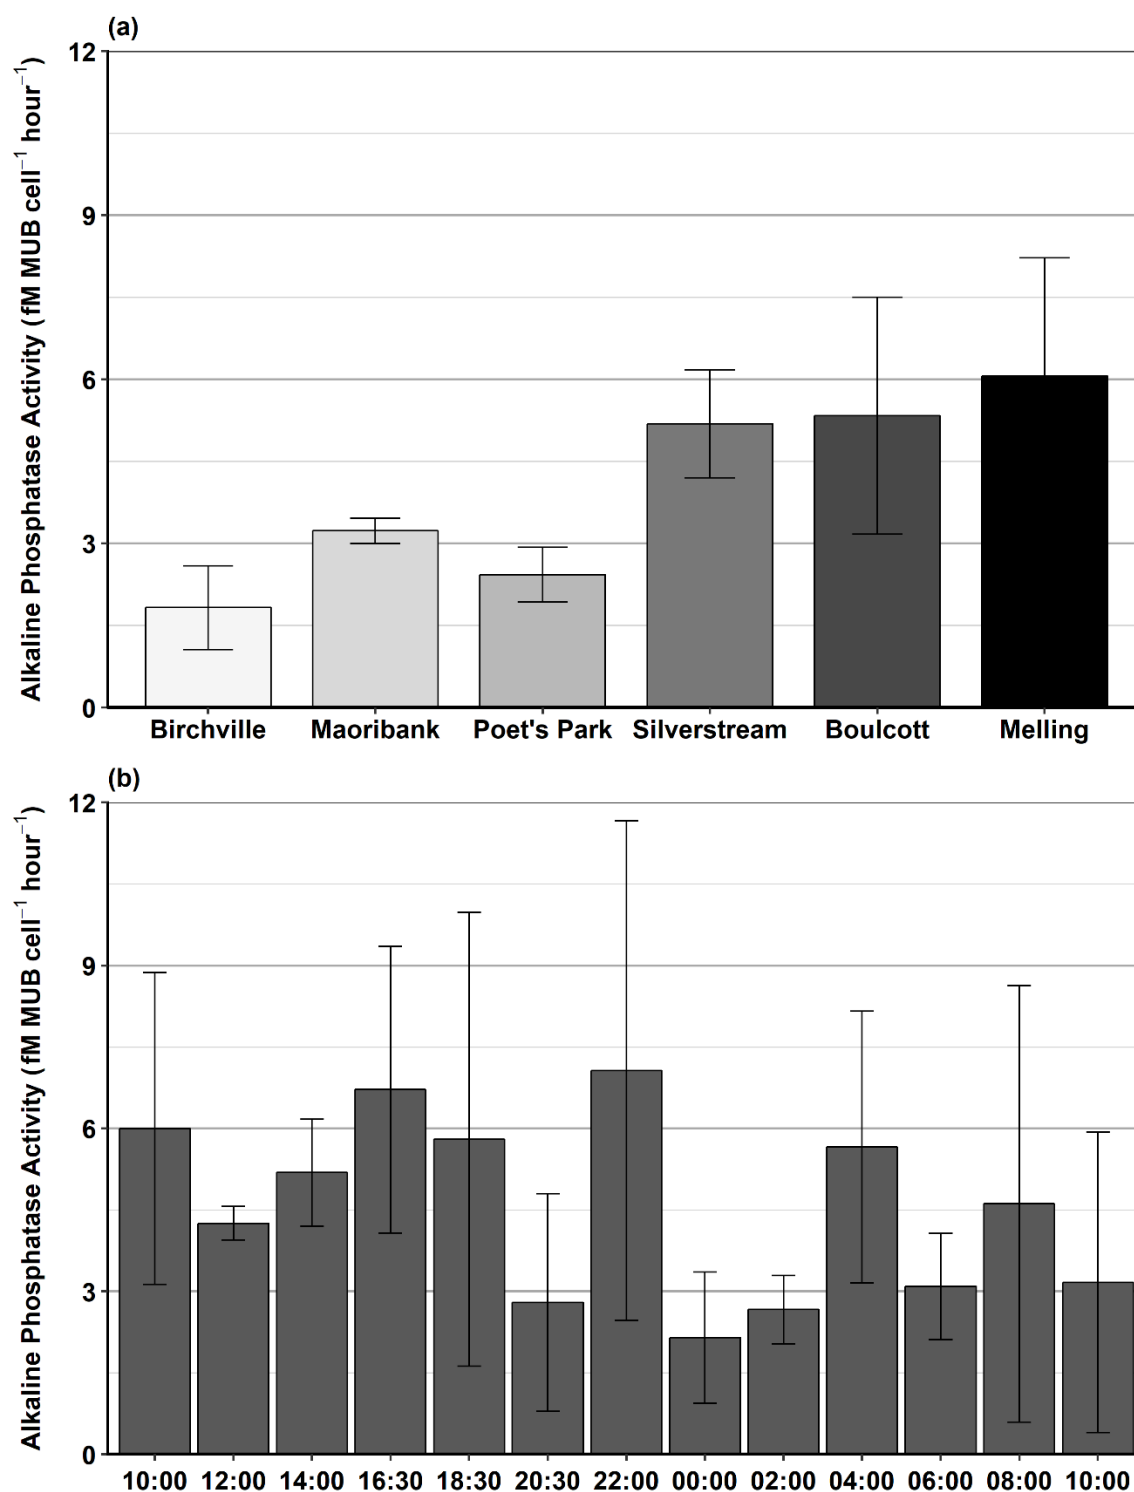 (a)
Alkaline Phosphatase Activity (fM MUB cell⁻¹ hour⁻¹)
12
9
6
3
0
Birchville Maoribank Poet's Park Silverstream Boulcott Melling
(b)
Alkaline Phosphatase Activity (fM MUB cell⁻¹ hour⁻¹)
12
9
6
3
0
10:00 12:00 14:00 16:30 18:30 20:30 22:00 00:00 02:00 04:00 06:00 08:00 10:00